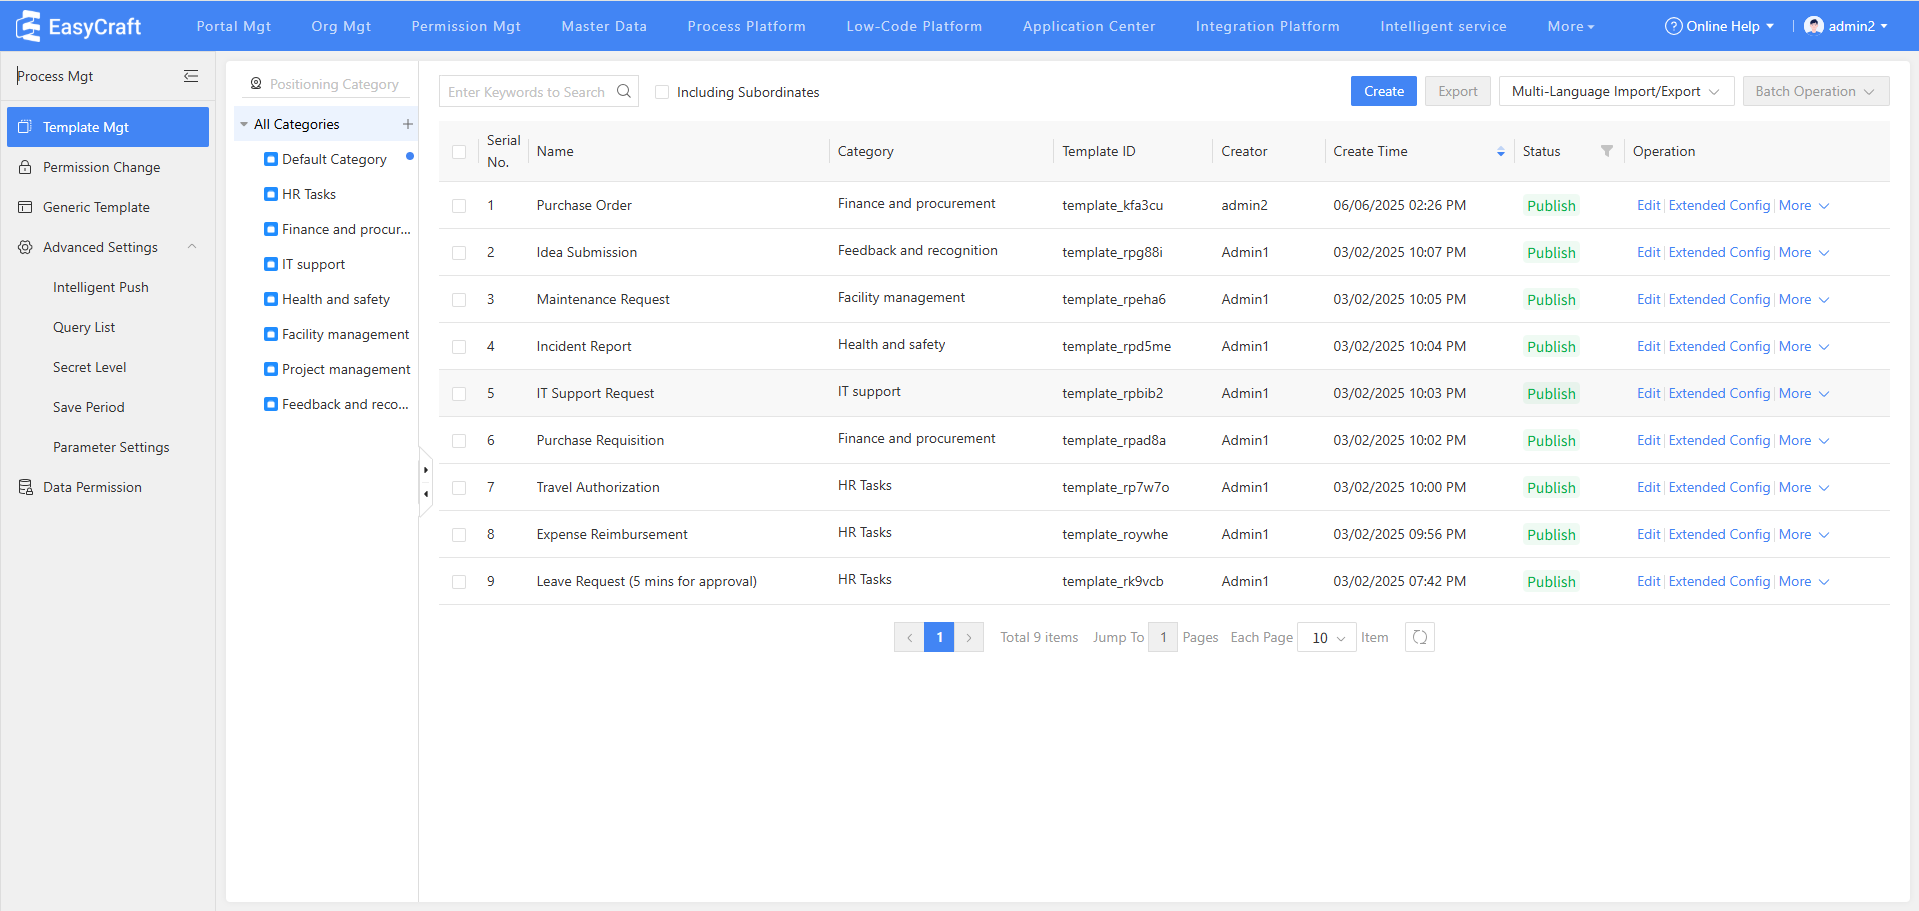 EasyCraft Portal Mgt Org Mgt Permission Mgt Master Data Process Platform Low-Code Platform Application Center Integration Platform Intelligent service More Online Help admin2
Process Mgt
Template Mgt
Permission Change
Generic Template
Advanced Settings
Intelligent Push
Query List
Secret Level
Save Period
Parameter Settings
Data Permission
Positioning Category
All Categories
Default Category
HR Tasks
Finance and procur...
IT support
Health and safety
Facility management
Project management
Feedback and reco...
Enter Keywords to Search Including Subordinates Create Export Multi-Language Import/Export Batch Operation
Serial No. Name Category Template ID Creator Create Time Status Operation
1 Purchase Order Finance and procurement template_kfa3cu admin2 06/06/2025 02:26 PM Publish Edit Extended Config More
2 Idea Submission Feedback and recognition template_rpg88i Admin1 03/02/2025 10:07 PM Publish Edit Extended Config More
3 Maintenance Request Facility management template_rpeha6 Admin1 03/02/2025 10:05 PM Publish Edit Extended Config More
4 Incident Report Health and safety template_rpd5me Admin1 03/02/2025 10:04 PM Publish Edit Extended Config More
5 IT Support Request IT support template_rpbib2 Admin1 03/02/2025 10:03 PM Publish Edit Extended Config More
6 Purchase Requisition Finance and procurement template_rpad8a Admin1 03/02/2025 10:02 PM Publish Edit Extended Config More
7 Travel Authorization HR Tasks template_rp7w7o Admin1 03/02/2025 10:00 PM Publish Edit Extended Config More
8 Expense Reimbursement HR Tasks template_roywhe Admin1 03/02/2025 09:56 PM Publish Edit Extended Config More
9 Leave Request (5 mins for approval) HR Tasks template_rk9vcb Admin1 03/02/2025 07:42 PM Publish Edit Extended Config More
1 Total 9 items Jump To 1 Pages Each Page 10 Item